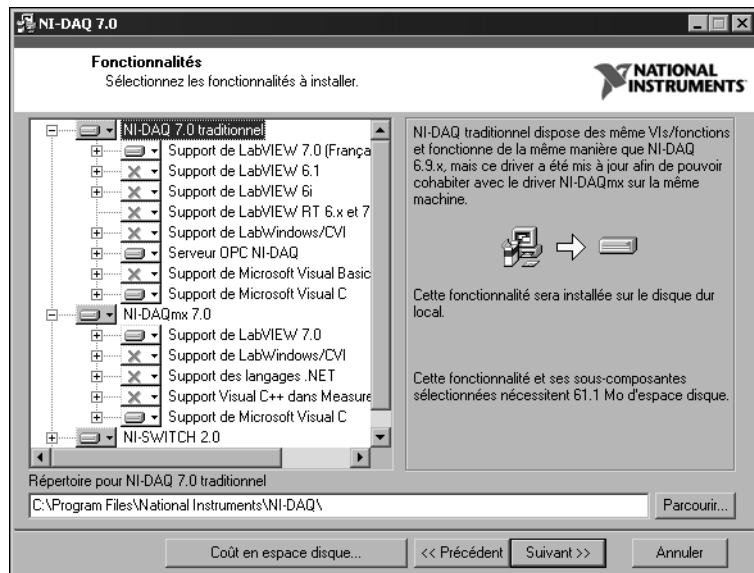 NI-DAQ 7.0
Fonctionnalités
Sélectionnez les fonctionnalités à installer.
NATIONAL
INSTRUMENTS
NI-DAQ 7.0 traditionnel
Support de LabVIEW 7.0 (França
Support de LabVIEW 6.1
Support de LabVIEW 6i
Support de LabVIEW RT 6.x et 7
Support de LabWindows/CVI
Serveur OPC NI-DAQ
Support de Microsoft Visual Basic
Support de Microsoft Visual C
NI-DAQmx 7.0
Support de LabVIEW 7.0
Support de LabWindows/CVI
Support des langages .NET
Support Visual C++ dans Measure
Support de Microsoft Visual C
NI-SWITCH 2.0
NI-DAQ traditionnel dispose des même VIs/fonctions
et fonctionne de la même manière que NI-DAQ
6.9.x, mais ce driver a été mis à jour afin de pouvoir
cohabiter avec le driver NI-DAQmx sur la même
machine.
Cette fonctionnalité sera installée sur le disque dur
local.
Cette fonctionnalité et ses sous-composantes
sélectionnées nécessitent 61.1 Mo d'espace disque.
Répertoire pour NI-DAQ 7.0 traditionnel
C:\Program Files\National Instruments\NI-DAQ\
Parcourir...
Coût en espace disque...
<< Précédent
Suivant >>
Annuler